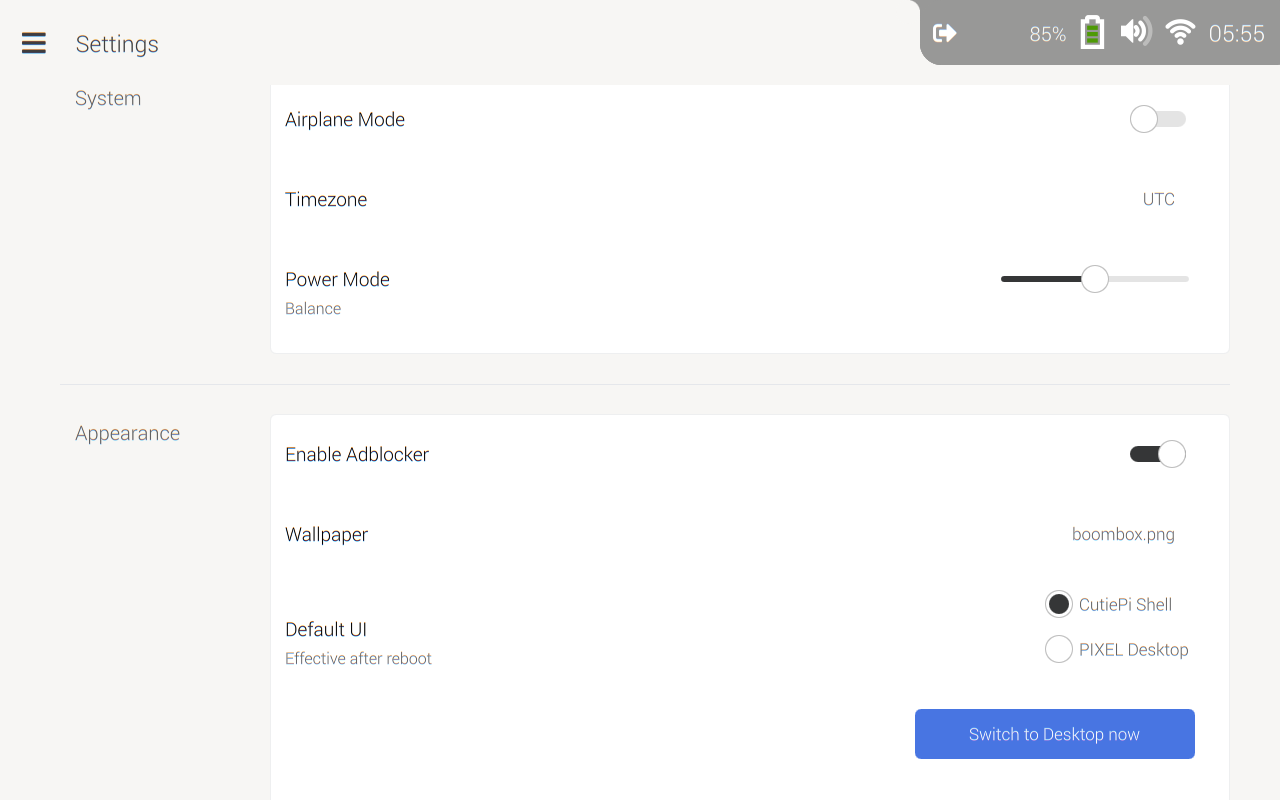 Settings
85%
05:55
System
Airplane Mode
Timezone
UTC
Power Mode
Balance
Appearance
Enable Adblocker
Wallpaper
boombox.png
Default UI
Effective after reboot
CutiePi Shell
PIXEL Desktop
Switch to Desktop now